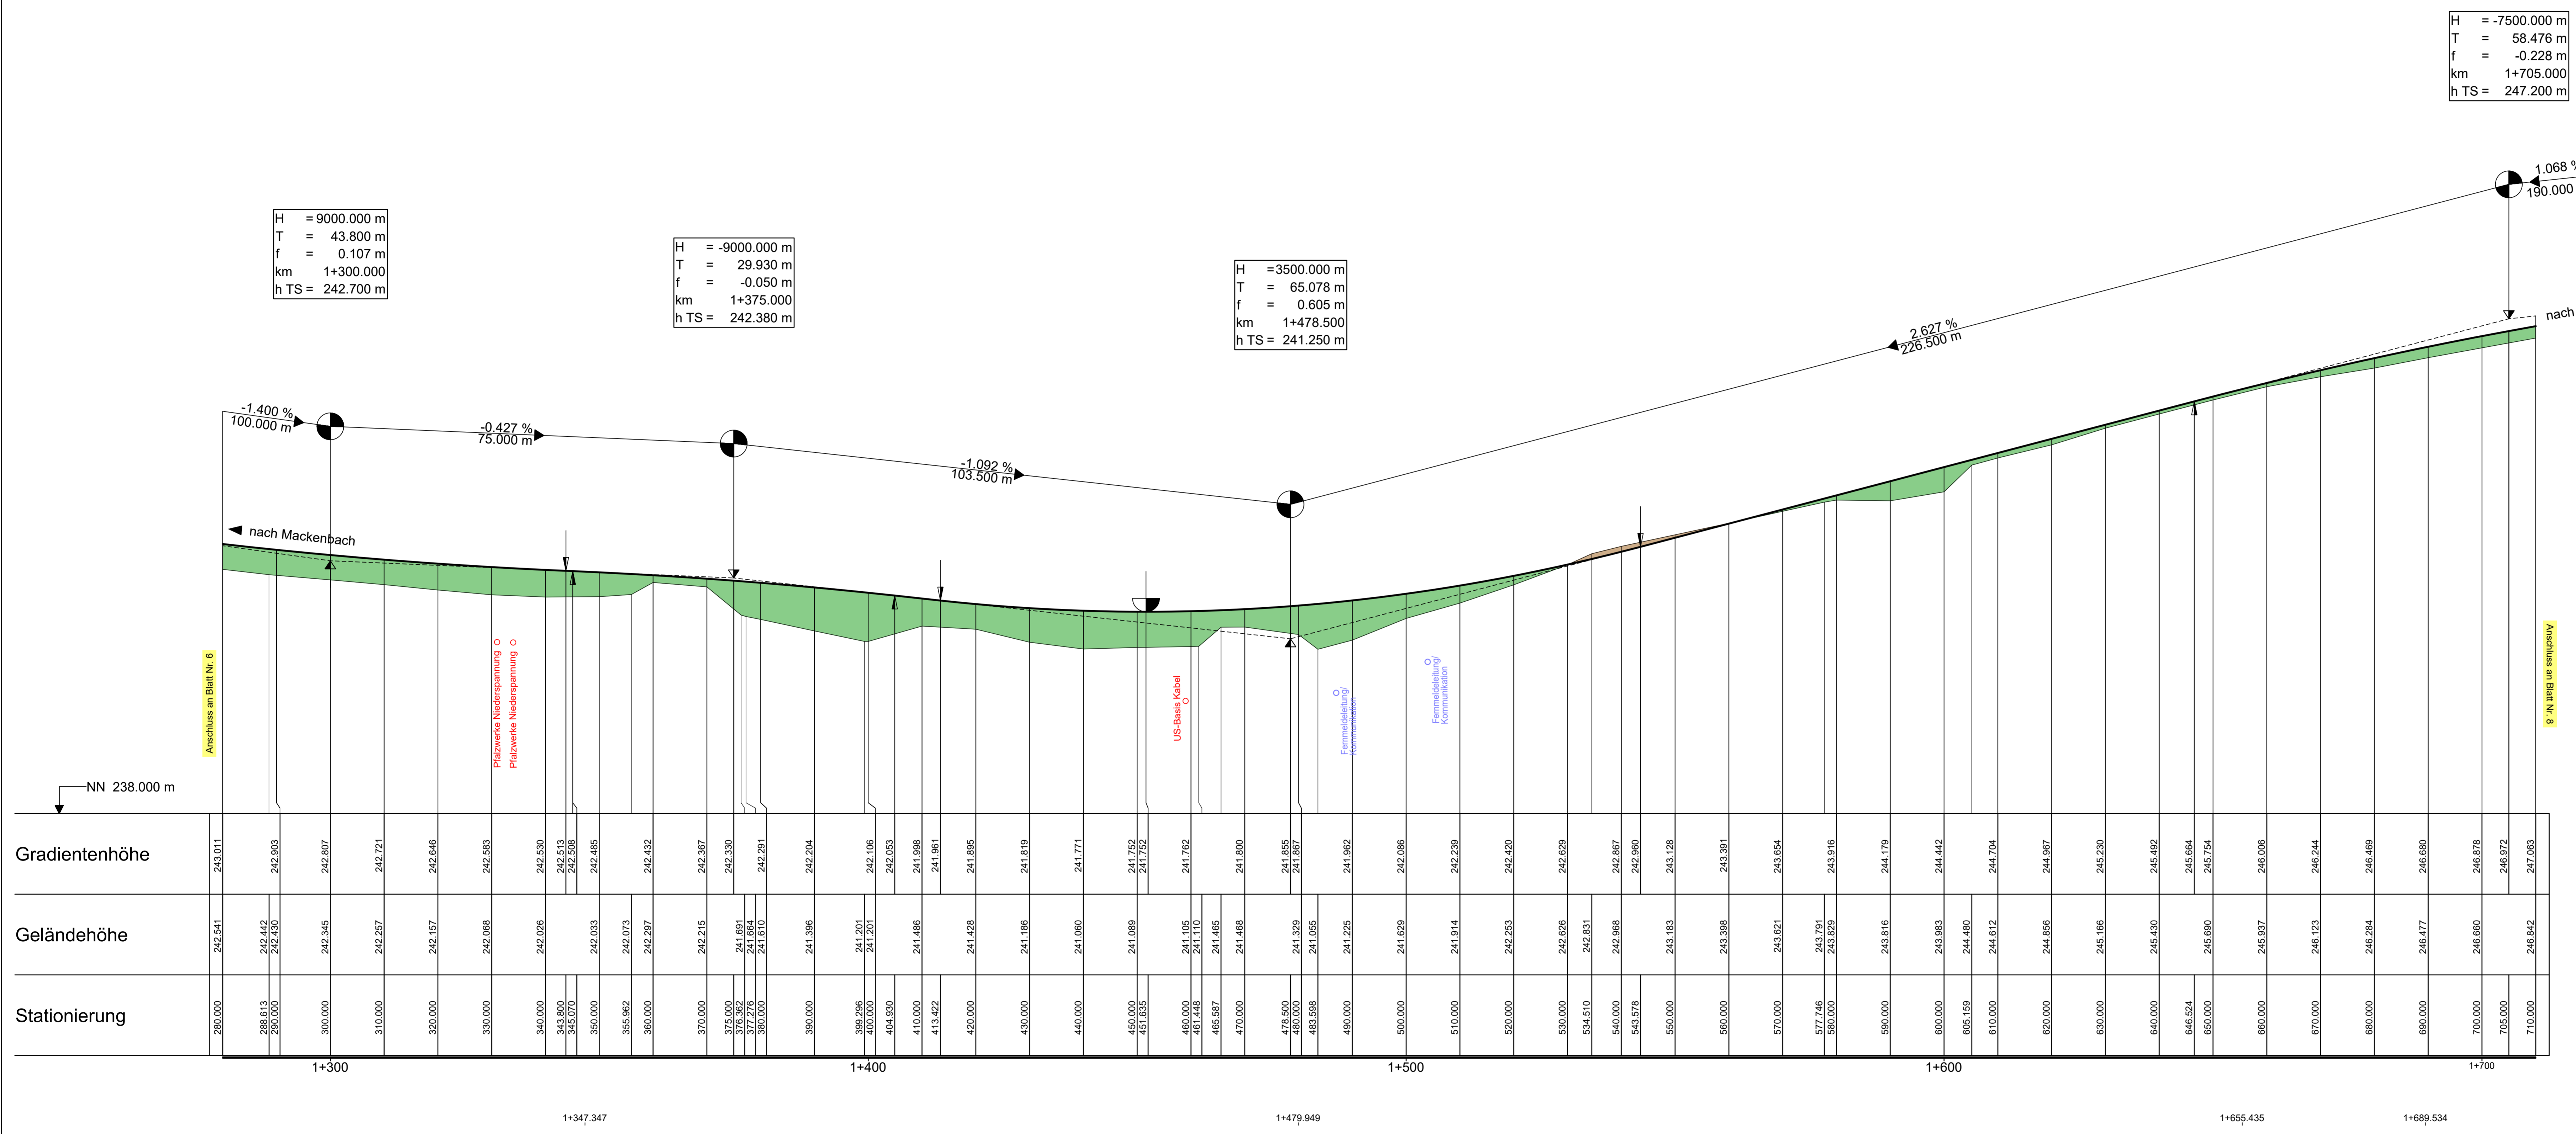 H = -7500.000 m
T = 58.476 m
f = -0.228 m
km 1+705.000
h TS = 247.200 m
1.068 %
190.000
H = 9000.000 m
T = 43.800 m
f = 0.107 m
km 1+300.000
h TS = 242.700 m
H = -9000.000 m
T = 29.930 m
f = -0.050 m
km 1+375.000
h TS = 242.380 m
H =3500.000 m
T = 65.078 m
f = 0.605 m
km 1+478.500
h TS = 241.250 m
2.627 %
226.500 m
nach
-1.400 %
100.000 m
-0.427 %
75.000 m
-1.092 %
103.500 m
nach Mackenbach
Anschluss an Blatt Nr. 6
Pfalzwerke Niederspannung
Pfalzwerke Niederspannung
US-Basis Kabel
Fernmeldeleitung/
Kommunikation
Fernmeldeleitung/
Kommunikation
Anschluss an Blatt Nr. 8
NN 238.000 m
Gradientenhöhe 243.011 242.903 242.807 242.721 242.646 242.583 242.530 242.513 242.508 242.485 242.432 242.367 242.330 242.291 242.204 242.106 242.053 241.998 241.961 241.895 241.819 241.771 241.752 241.752 241.762 241.800 241.855 241.867 241.962 242.086 242.239 242.420 242.629 242.867 242.960 243.128 243.391 243.654 243.916 244.179 244.442 244.704 244.967 245.230 245.492 245.664 245.754 246.006 246.244 246.469 246.680 246.878 246.972 247.063
Geländehöhe 242.541 242.442 242.430 242.345 242.257 242.157 242.068 242.026 242.033 242.073 242.297 242.215 241.691 241.664 241.610 241.396 241.201 241.201 241.486 241.428 241.186 241.060 241.089 241.105 241.110 241.465 241.468 241.329 241.055 241.225 241.629 241.914 242.253 242.626 242.831 242.968 243.183 243.398 243.621 243.791 243.829 243.816 243.983 244.480 244.612 244.856 245.166 245.430 245.690 245.937 246.123 246.284 246.477 246.660 246.842
Stationierung 280.000 288.613 290.000 300.000 310.000 320.000 330.000 340.000 343.800 345.070 350.000 355.962 360.000 370.000 375.000 376.362 377.276 380.000 390.000 399.296 400.000 404.930 410.000 413.422 420.000 430.000 440.000 450.000 451.635 460.000 461.448 465.587 470.000 478.500 480.000 483.598 490.000 500.000 510.000 520.000 530.000 534.510 540.000 543.578 550.000 560.000 570.000 577.746 580.000 590.000 600.000 605.159 610.000 620.000 630.000 640.000 646.524 650.000 660.000 670.000 680.000 690.000 700.000 705.000 710.000
1+300 1+400 1+500 1+600 1+700
1+347.347 1+479.949 1+655.435 1+689.534